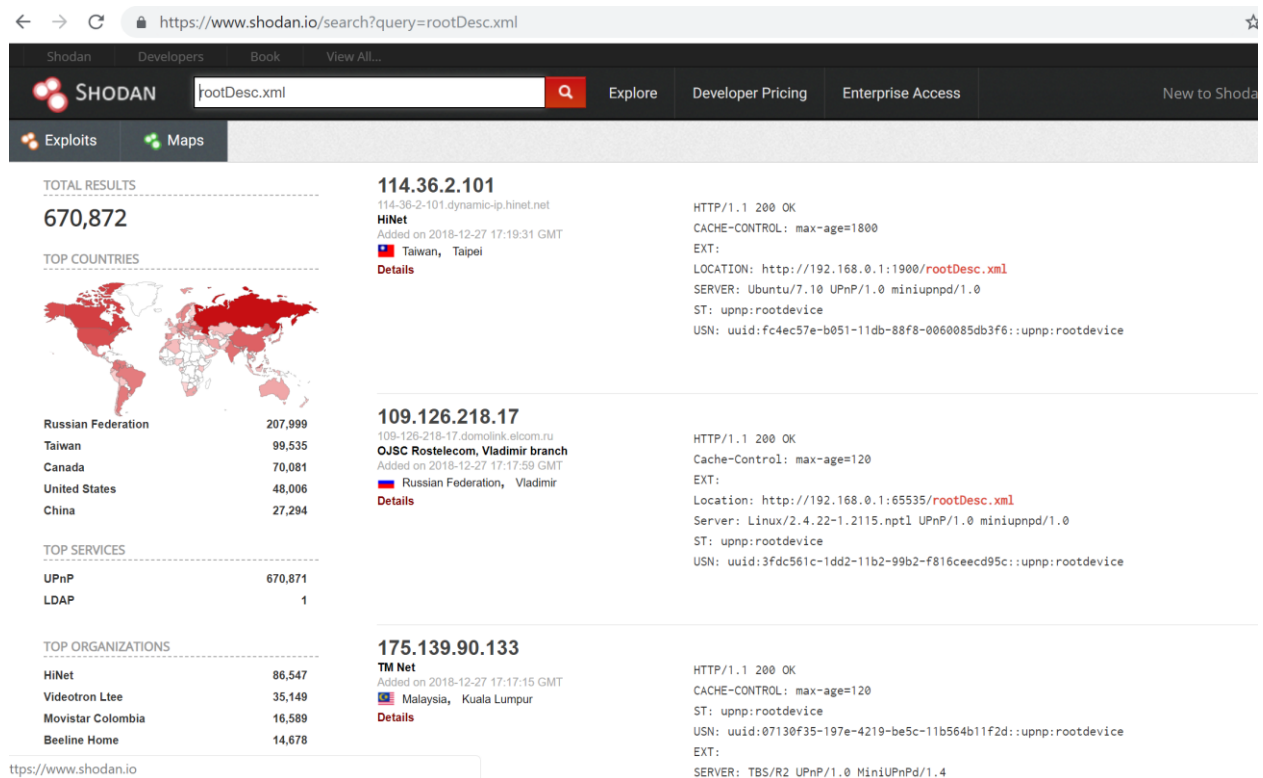 https://www.shodan.io/search?query=rootDesc.xml
Shodan Developers Book View All...
SHODAN rootDesc.xml Explore Developer Pricing Enterprise Access New to Shoda
Exploits Maps
TOTAL RESULTS
670,872
TOP COUNTRIES
Russian Federation 207,999
Taiwan 99,535
Canada 70,081
United States 48,006
China 27,294
TOP SERVICES
UPnP 670,871
LDAP 1
TOP ORGANIZATIONS
HiNet 86,547
Videotron Ltee 35,149
Movistar Colombia 16,589
Beeline Home 14,678
ttps://www.shodan.io
114.36.2.101
114-36-2-101.dynamic-ip.hinet.net
HiNet
Added on 2018-12-27 17:19:31 GMT
Taiwan, Taipei
Details
HTTP/1.1 200 OK
CACHE-CONTROL: max-age=1800
EXT:
LOCATION: http://192.168.0.1:1900/rootDesc.xml
SERVER: Ubuntu/7.10 UPnP/1.0 miniupnpd/1.0
ST: upnp:rootdevice
USN: uuid:fc4ec57e-b051-11db-88f8-0060085db3f6::upnp:rootdevice
109.126.218.17
109-126-218-17.domolink.elcom.ru
OJSC Rostelecom, Vladimir branch
Added on 2018-12-27 17:17:59 GMT
Russian Federation, Vladimir
Details
HTTP/1.1 200 OK
Cache-Control: max-age=120
EXT:
Location: http://192.168.0.1:65535/rootDesc.xml
Server: Linux/2.4.22-1.2115.nptl UPnP/1.0 miniupnpd/1.0
ST: upnp:rootdevice
USN: uuid:3fdc561c-1dd2-11b2-99b2-f816ceecd95c::upnp:rootdevice
175.139.90.133
TM Net
Added on 2018-12-27 17:17:15 GMT
Malaysia, Kuala Lumpur
Details
HTTP/1.1 200 OK
CACHE-CONTROL: max-age=120
ST: upnp:rootdevice
USN: uuid:07130f35-197e-4219-be5c-11b564b11f2d::upnp:rootdevice
EXT:
SERVER: TBS/R2 UPnP/1.0 MiniUPnPd/1.4